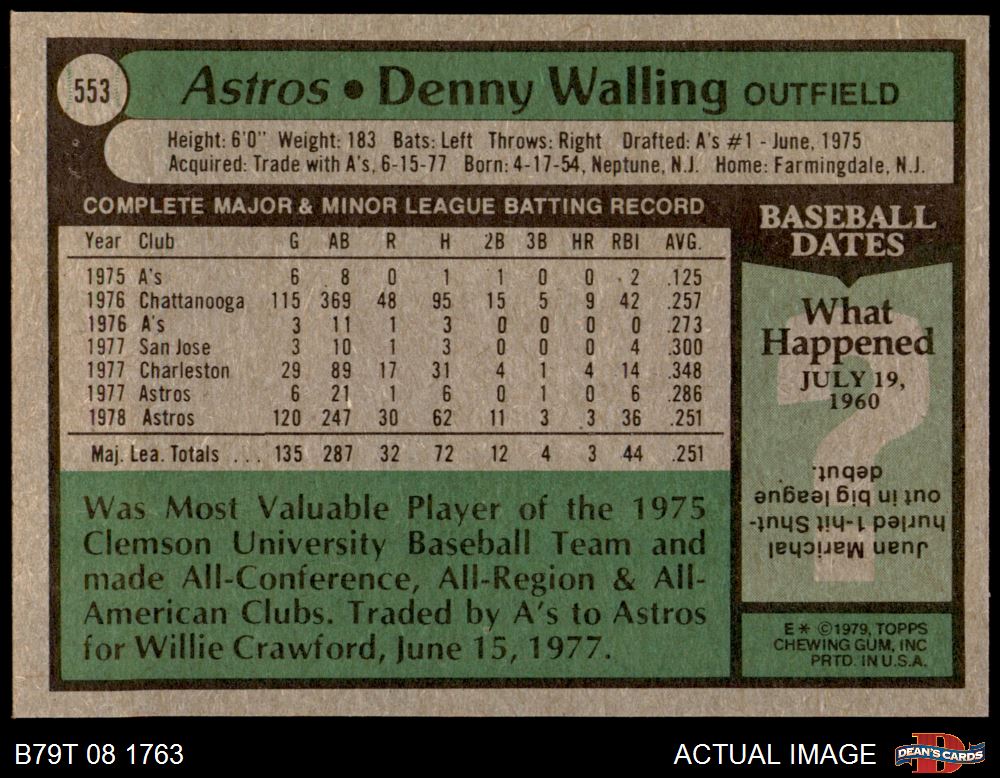 553
Astros • Denny Walling OUTFIELD
Height: 6'0" Weight: 183 Bats: Left Throws: Right Drafted: A's #1 - June, 1975
Acquired: Trade with A's, 6-15-77 Born: 4-17-54, Neptune, N.J. Home: Farmingdale, N.J.
COMPLETE MAJOR & MINOR LEAGUE BATTING RECORD
Year Club G AB R H 2B 3B HR RBI AVG.
1975 A's 6 8 0 1 1 0 0 2 .125
1976 Chattanooga 115 369 48 95 15 5 9 42 .257
1976 A's 3 11 1 3 0 0 0 0 .273
1977 San Jose 3 10 1 3 0 0 0 4 .300
1977 Charleston 29 89 17 31 4 1 4 14 .348
1977 Astros 6 21 1 6 0 1 0 6 .286
1978 Astros 120 247 30 62 11 3 3 36 .251
Maj. Lea. Totals ... 135 287 32 72 12 4 3 44 .251
Was Most Valuable Player of the 1975
Clemson University Baseball Team and
made All-Conference, All-Region & All-
American Clubs. Traded by A's to Astros
for Willie Crawford, June 15, 1977.
BASEBALL
DATES
What
Happened
JULY 19,
1960
Juan Marichal
hurled 1-hit Shut-
out in big league
debut.
E * ©1979, TOPPS
CHEWING GUM, INC
PRTD. IN U.S.A.
B79T 08 1763
ACTUAL IMAGE
DEAN'S CARDS